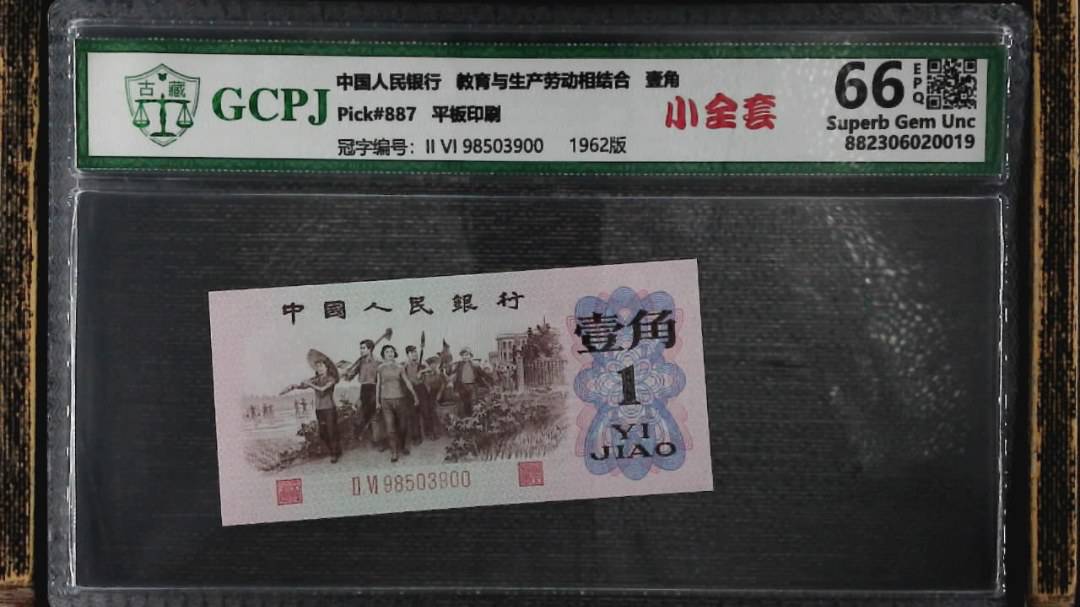 古 藏
GCPJ
中国人民银行 教育与生产劳动相结合 壹角
Pick#887 平板印刷
冠字编号：II VI 98503900 1962版
小全套
66
EPQ
Superb Gem Unc
882306020019
中國人民銀行
壹角
1
YI
JIAO
II VI 98503900